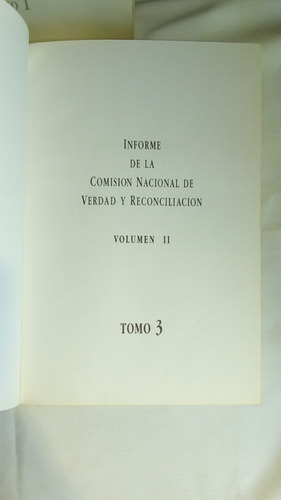 INFORME
DE LA
COMISION NACIONAL DE
VERDAD Y RECONCILIACION
VOLUMEN II
TOMO 3